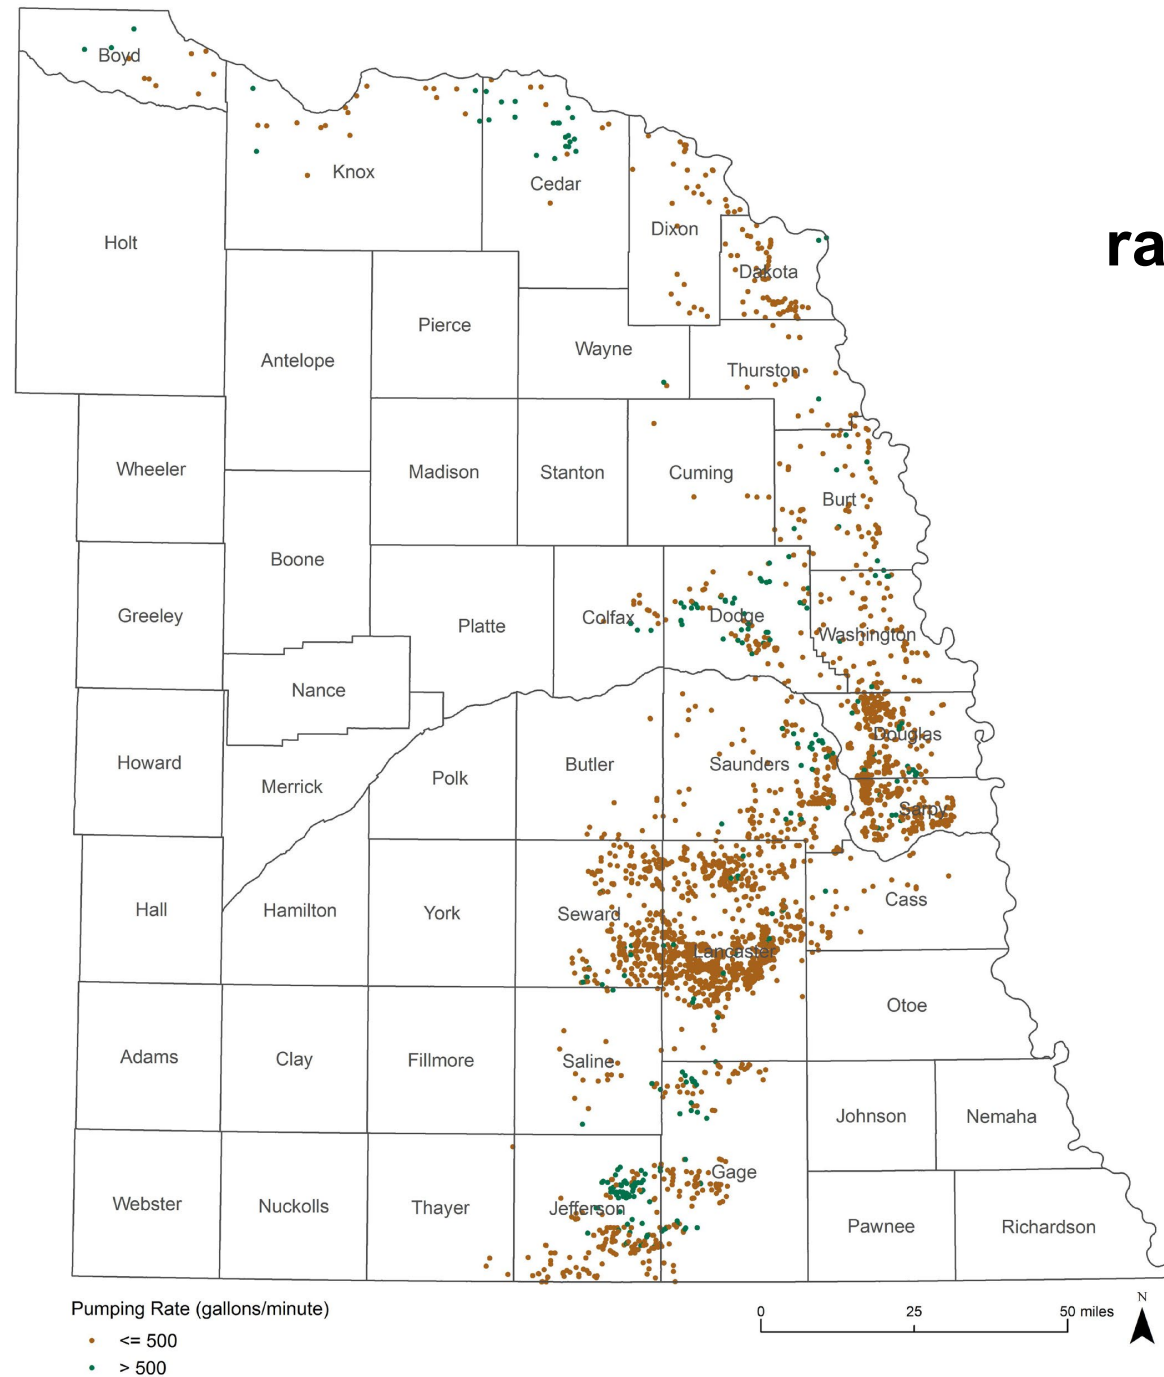 Boyd
ra
Knox
Cedar
Holt
Dixon
Dakota
Pierce
Wayne
Antelope
Thurston
Wheeler
Madison
Stanton
Cuming
Burt
Boone
Greeley
Platte
Colfax
Dodge
Washington
Nance
Douglas
Howard
Merrick
Polk
Butler
Saunders
Sarpy
Hall
Hamilton
York
Seward
Cass
Lancaster
Otoe
Adams
Clay
Fillmore
Saline
Johnson
Nemaha
Gage
Webster
Nuckolls
Thayer
Jefferson
Pawnee
Richardson
Pumping Rate (gallons/minute)
<= 500
> 500
0 25 50 miles
N